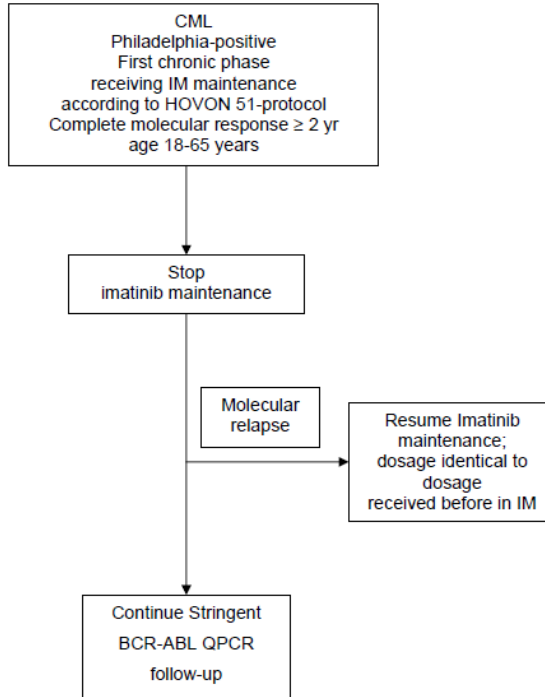 CML
Philadelphia-positive
First chronic phase
receiving IM maintenance
according to HOVON 51-protocol
Complete molecular response ≥ 2 yr
age 18-65 years
Stop
imatinib maintenance
Molecular
relapse
Resume Imatinib
maintenance;
dosage identical to
dosage
received before in IM
Continue Stringent
BCR-ABL QPCR
follow-up